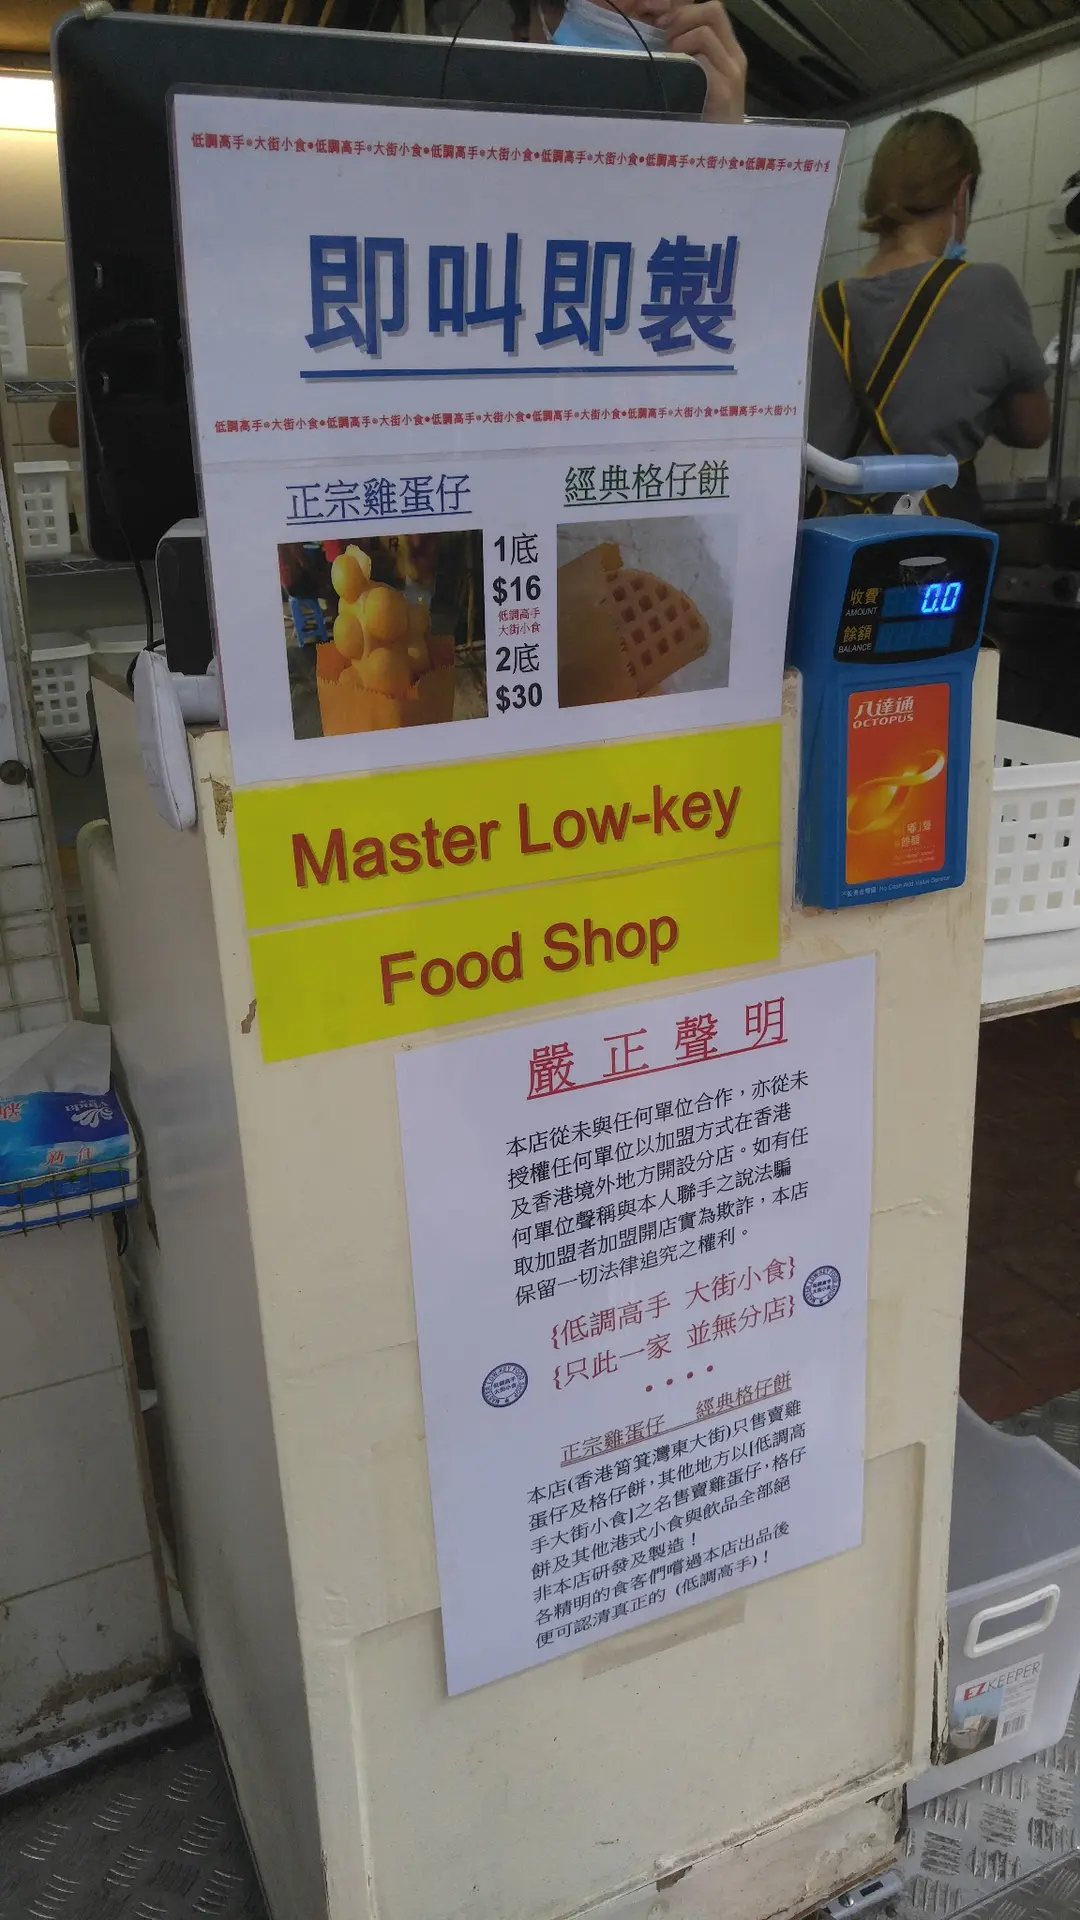 低調高手●大街小食●低調高手●大街小食●低調高手●大街小食●低調高手●大街小食●低調高手●大街小食●低調高手●大街小
即叫即製
低調高手●大街小食●低調高手●大街小食●低調高手●大街小食●低調高手●大街小食●低調高手●大街小食●低調高手●大街小
正宗雞蛋仔
經典格仔餅
1底
$16
低調高手
大街小食
2底
$30
Master Low-key
Food Shop
收費
AMOUNT
0.0
餘額
BALANCE
八達通
OCTOPUS
「嘟」聲
No Cash Add Value Service
嚴正聲明
本店從未與任何單位合作，亦從未
授權任何單位以加盟方式在香港
及香港境外地方開設分店。如有任
何單位聲稱與本人聯手之說法騙
取加盟者加盟開店實為欺詐，本店
保留一切法律追究之權利。
{低調高手 大街小食}
{只此一家 並無分店}
• • • •
正宗雞蛋仔 經典格仔餅
本店(香港筲箕灣東大街)只售賣雞
蛋仔及格仔餅，其他地方以[低調高
手大街小食]之名售賣雞蛋仔，格仔
餅及其他港式小食與飲品全部絕
非本店研發及製造！
各精明的食客們嚐過本店出品後
便可認清真正的（低調高手）！
EZKEEPER